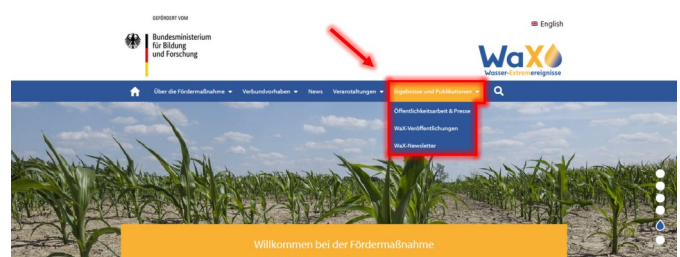 GEFÖRDERT VOM
Bundesministerium
für Bildung
und Forschung
English
WaX
Wasser-Extremereignisse
Über die Fördermaßnahme
Verbundvorhaben
News
Veranstaltungen
Ergebnisse und Publikationen
Öffentlichkeitsarbeit & Presse
WaX-Veröffentlichungen
WaX-Newsletter
Willkommen bei der Fördermaßnahme